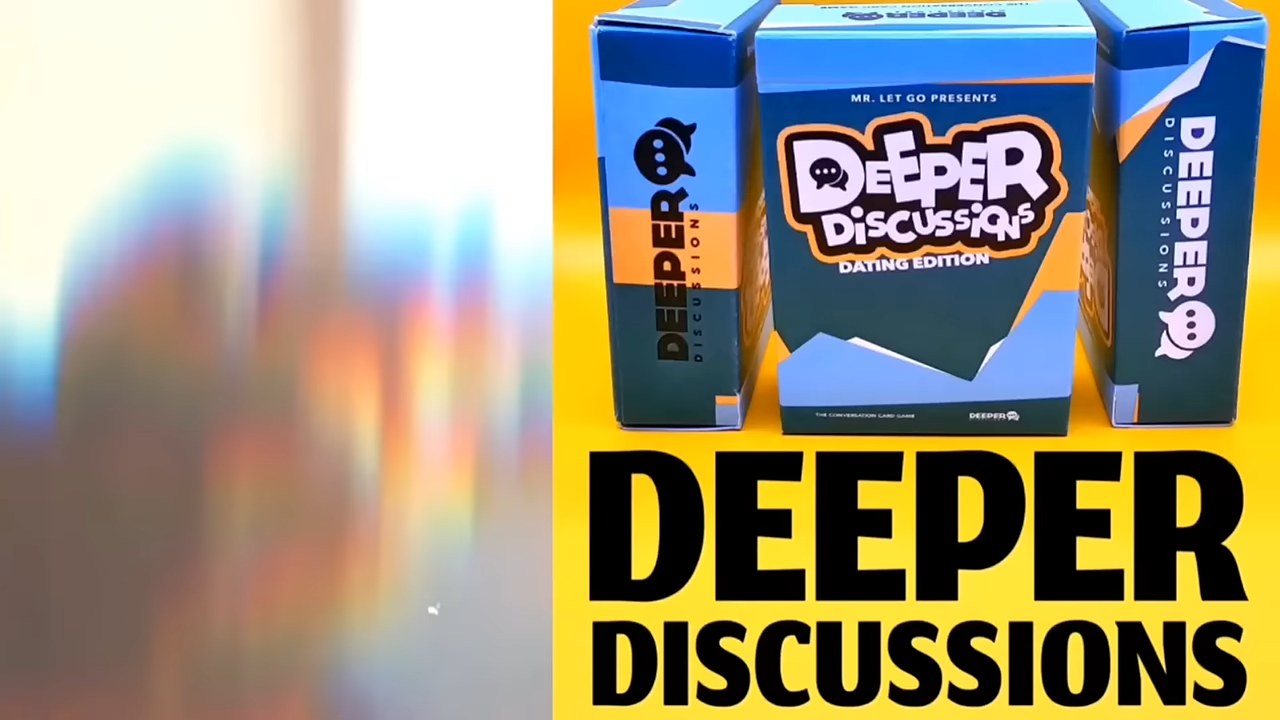 DEEPER
DEEPER
DISCUSSIONS
MR. LET GO PRESENTS
DEEPER
DISCUSSIONS
DATING EDITION
THE CONVERSATION CARD GAME
DEEPER
DEEPER
DISCUSSIONS
DEEPER
DISCUSSIONS